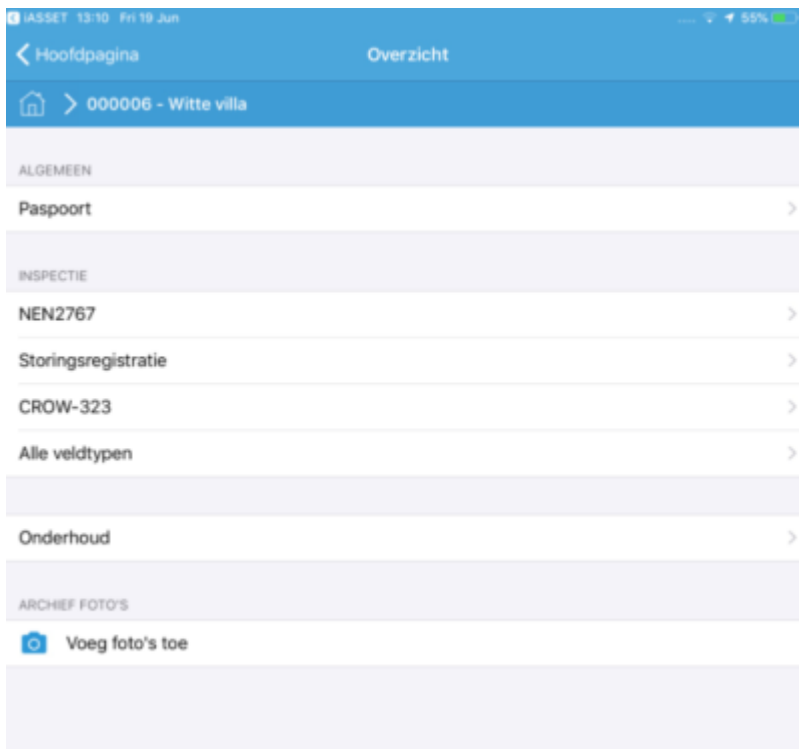 iASSET 13:10 Fri 19 Jun 55%
Hoofdpagina Overzicht
000006 - Witte villa
ALGEMEEN
Paspoort
INSPECTIE
NEN2767
Storingsregistratie
CROW-323
Alle veldtypen
Onderhoud
ARCHIEF FOTO'S
Voeg foto's toe